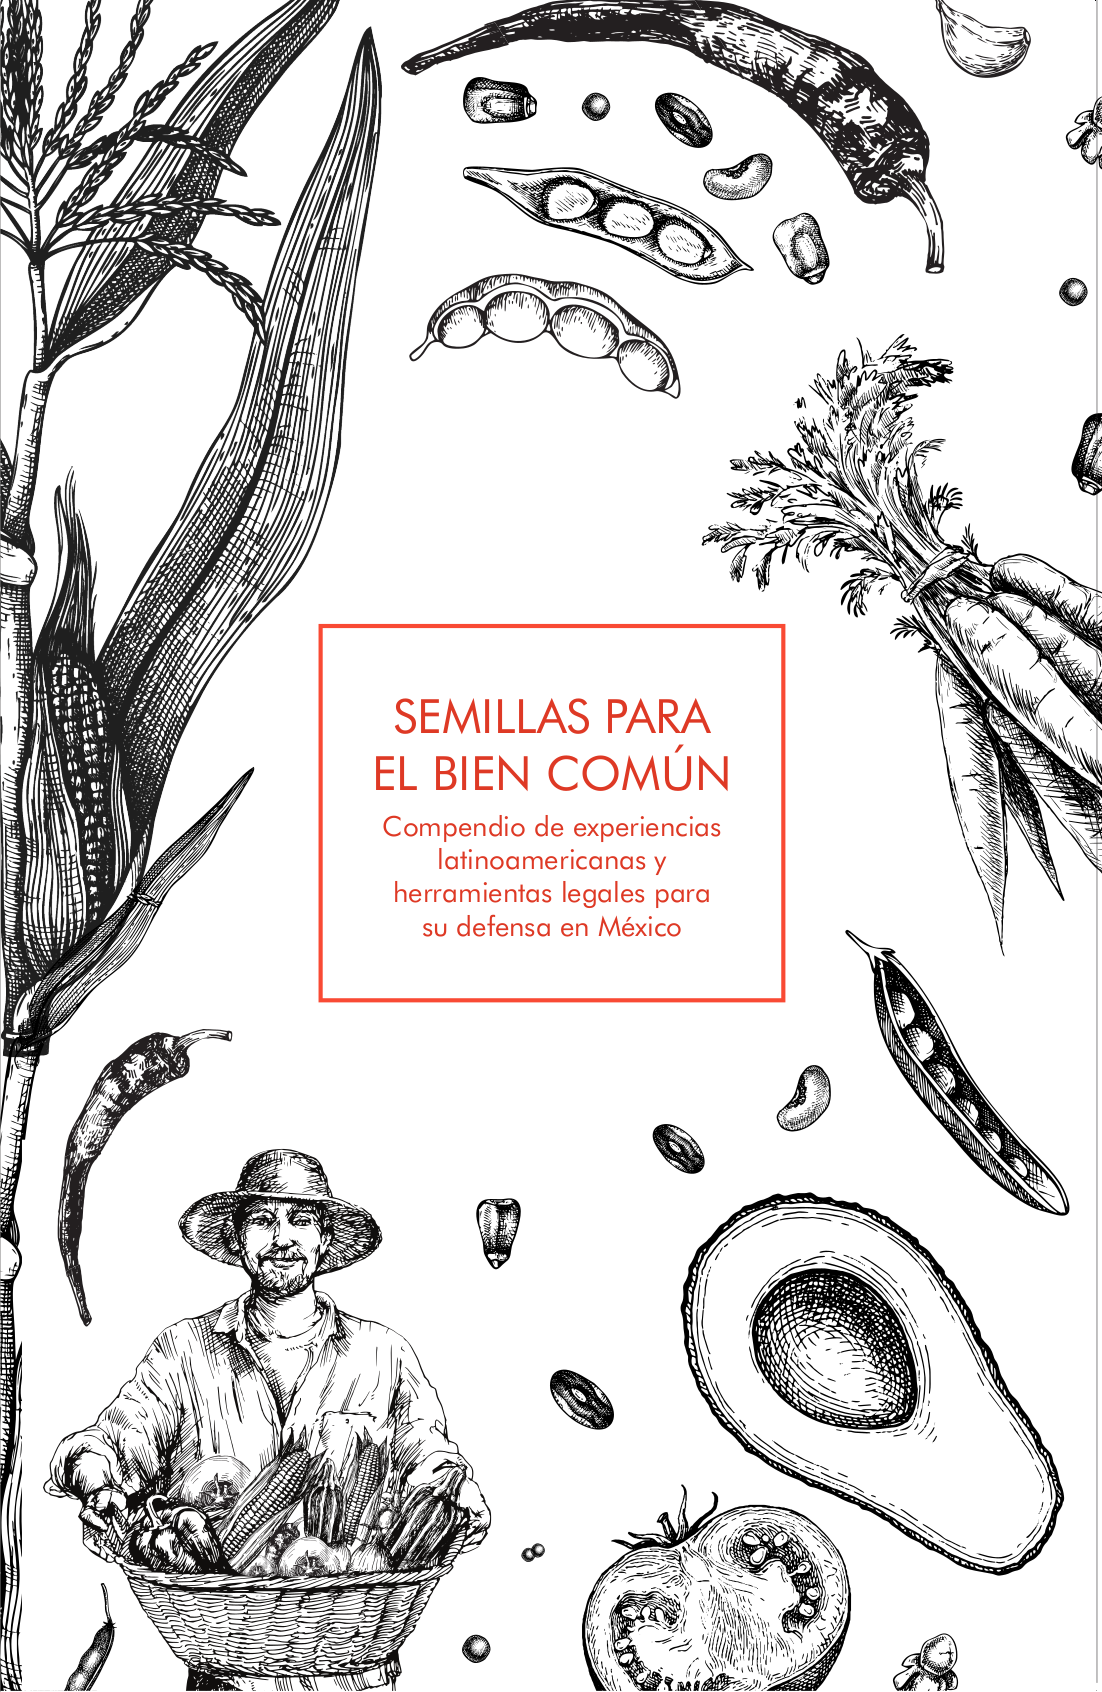 SEMILLAS PARA
EL BIEN COMÚN
Compendio de experiencias
latinoamericanas y
herramientas legales para
su defensa en México